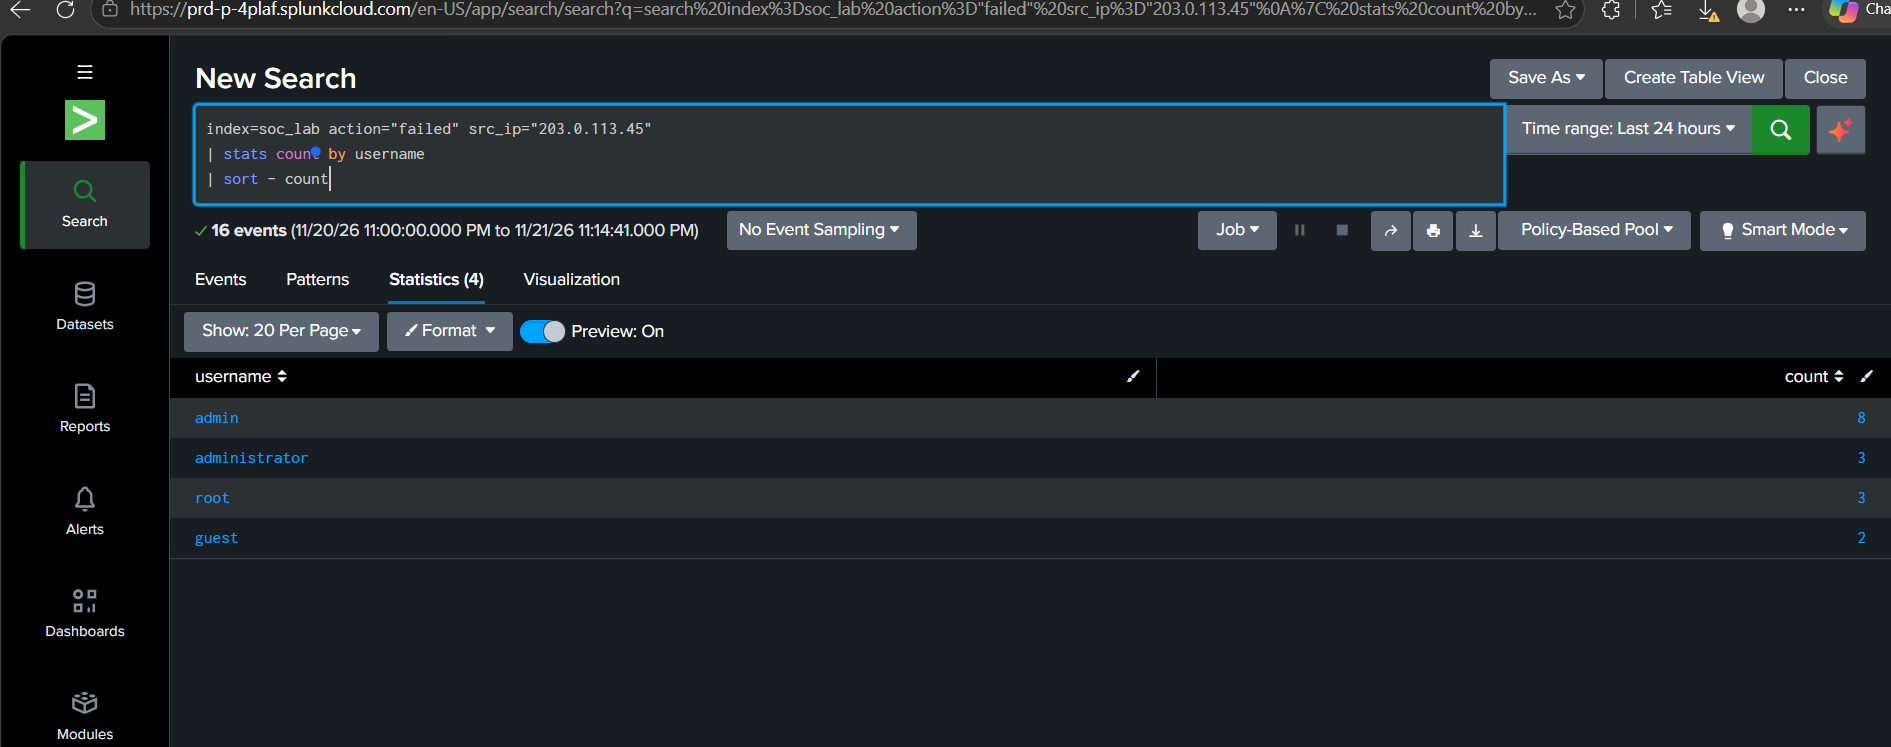 https://prd-p-4plaf.splunkcloud.com/en-US/app/search/search?q=search%20index%3Dsoc_lab%20action%3D"failed"%20src_ip%3D"203.0.113.45"%0A%7C%20stats%20count%20by...
Cha
New Search
Save As
Create Table View
Close
index=soc_lab action="failed" src_ip="203.0.113.45"
| stats count by username
| sort - count
Time range: Last 24 hours
Search
16 events (11/20/26 11:00:00.000 PM to 11/21/26 11:14:41.000 PM)
No Event Sampling
Job
Policy-Based Pool
Smart Mode
Events
Patterns
Statistics (4)
Visualization
Datasets
Show: 20 Per Page
Format
Preview: On
username
count
admin 8
Reports
administrator 3
root 3
Alerts
guest 2
Dashboards
Modules